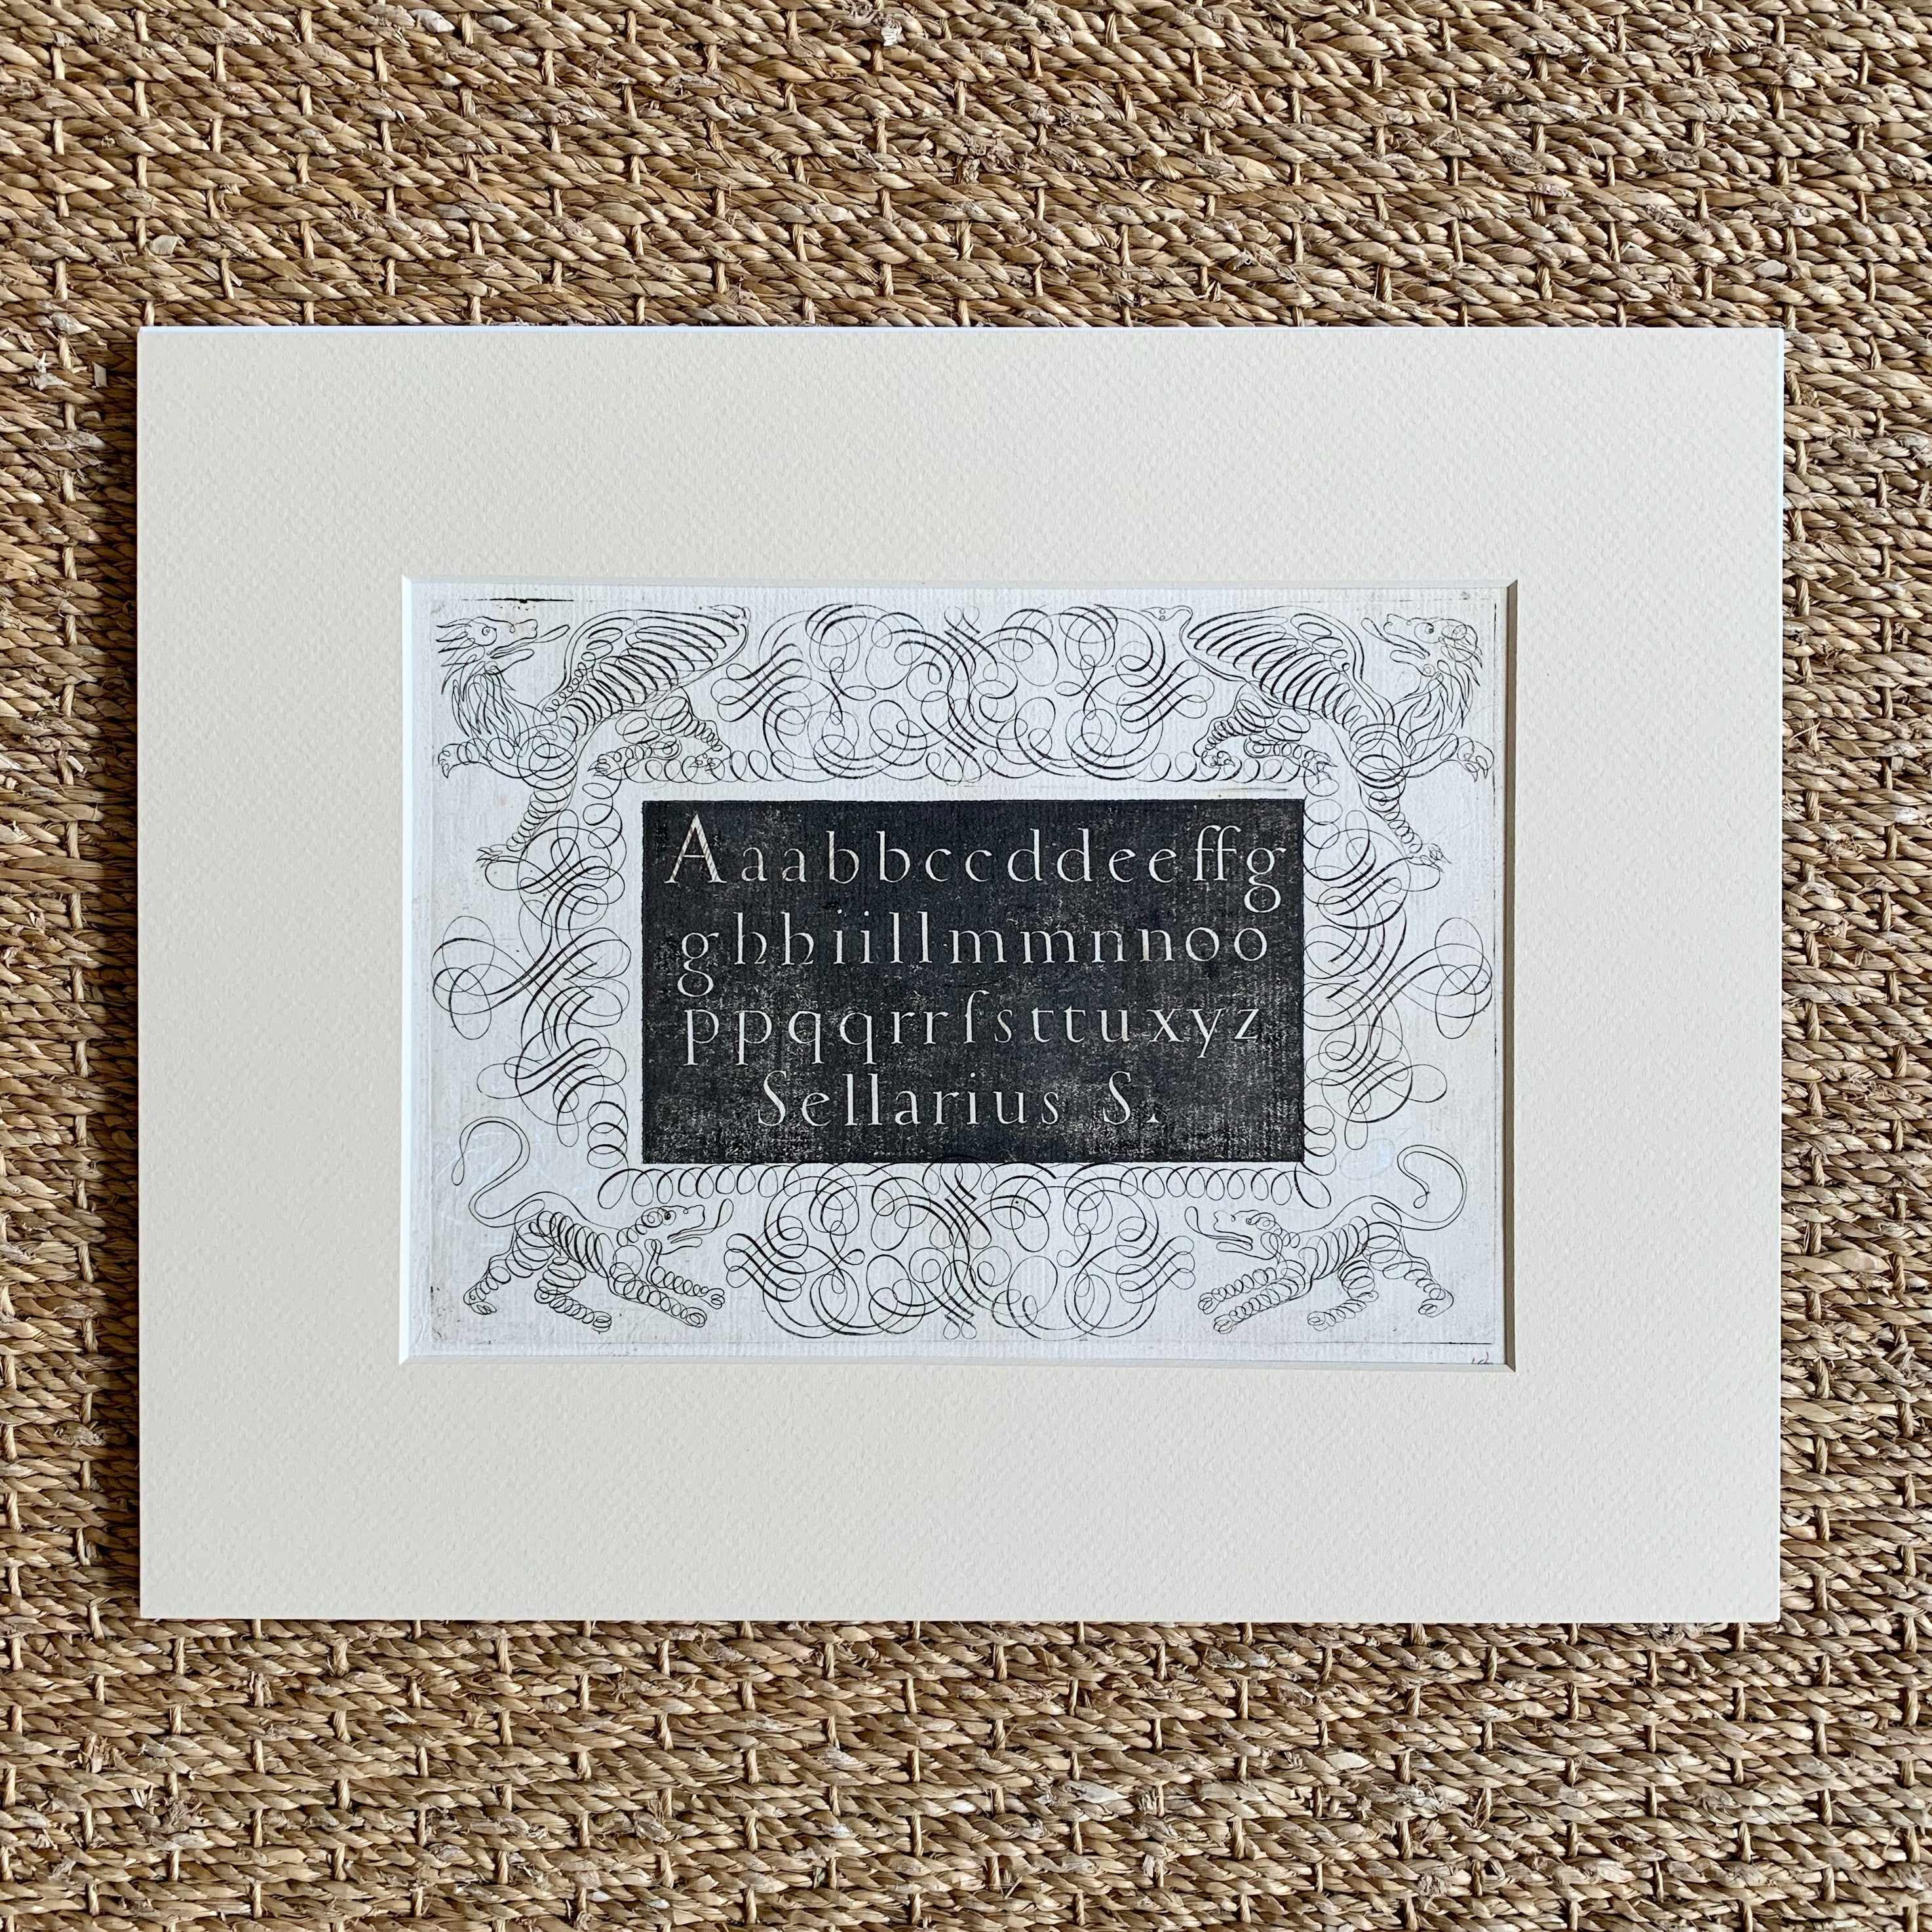 Aaabbccddeeffg
ghhiillmmnnoo
ppqqrrſsttuxyz
Sellarius S.